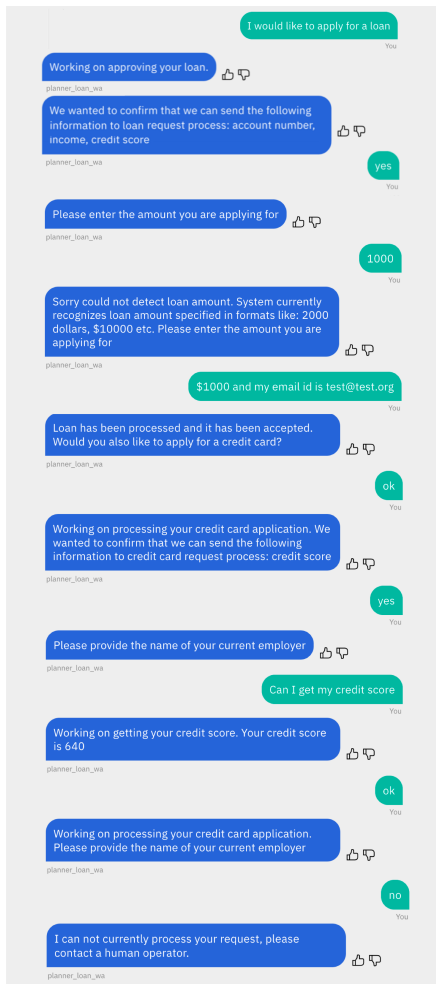 I would like to apply for a loan
You
Working on approving your loan.
planner_loan_wa
We wanted to confirm that we can send the following
information to loan request process: account number,
income, credit score
planner_loan_wa
yes
You
Please enter the amount you are applying for
planner_loan_wa
1000
You
Sorry could not detect loan amount. System currently
recognizes loan amount specified in formats like: 2000
dollars, $10000 etc. Please enter the amount you are
applying for
planner_loan_wa
$1000 and my email id is test@test.org
You
Loan has been processed and it has been accepted.
Would you also like to apply for a credit card?
planner_loan_wa
ok
You
Working on processing your credit card application. We
wanted to confirm that we can send the following
information to credit card request process: credit score
planner_loan_wa
yes
You
Please provide the name of your current employer
planner_loan_wa
Can I get my credit score
You
Working on getting your credit score. Your credit score
is 640
planner_loan_wa
ok
You
Working on processing your credit card application.
Please provide the name of your current employer
planner_loan_wa
no
You
I can not currently process your request, please
contact a human operator.
planner_loan_wa